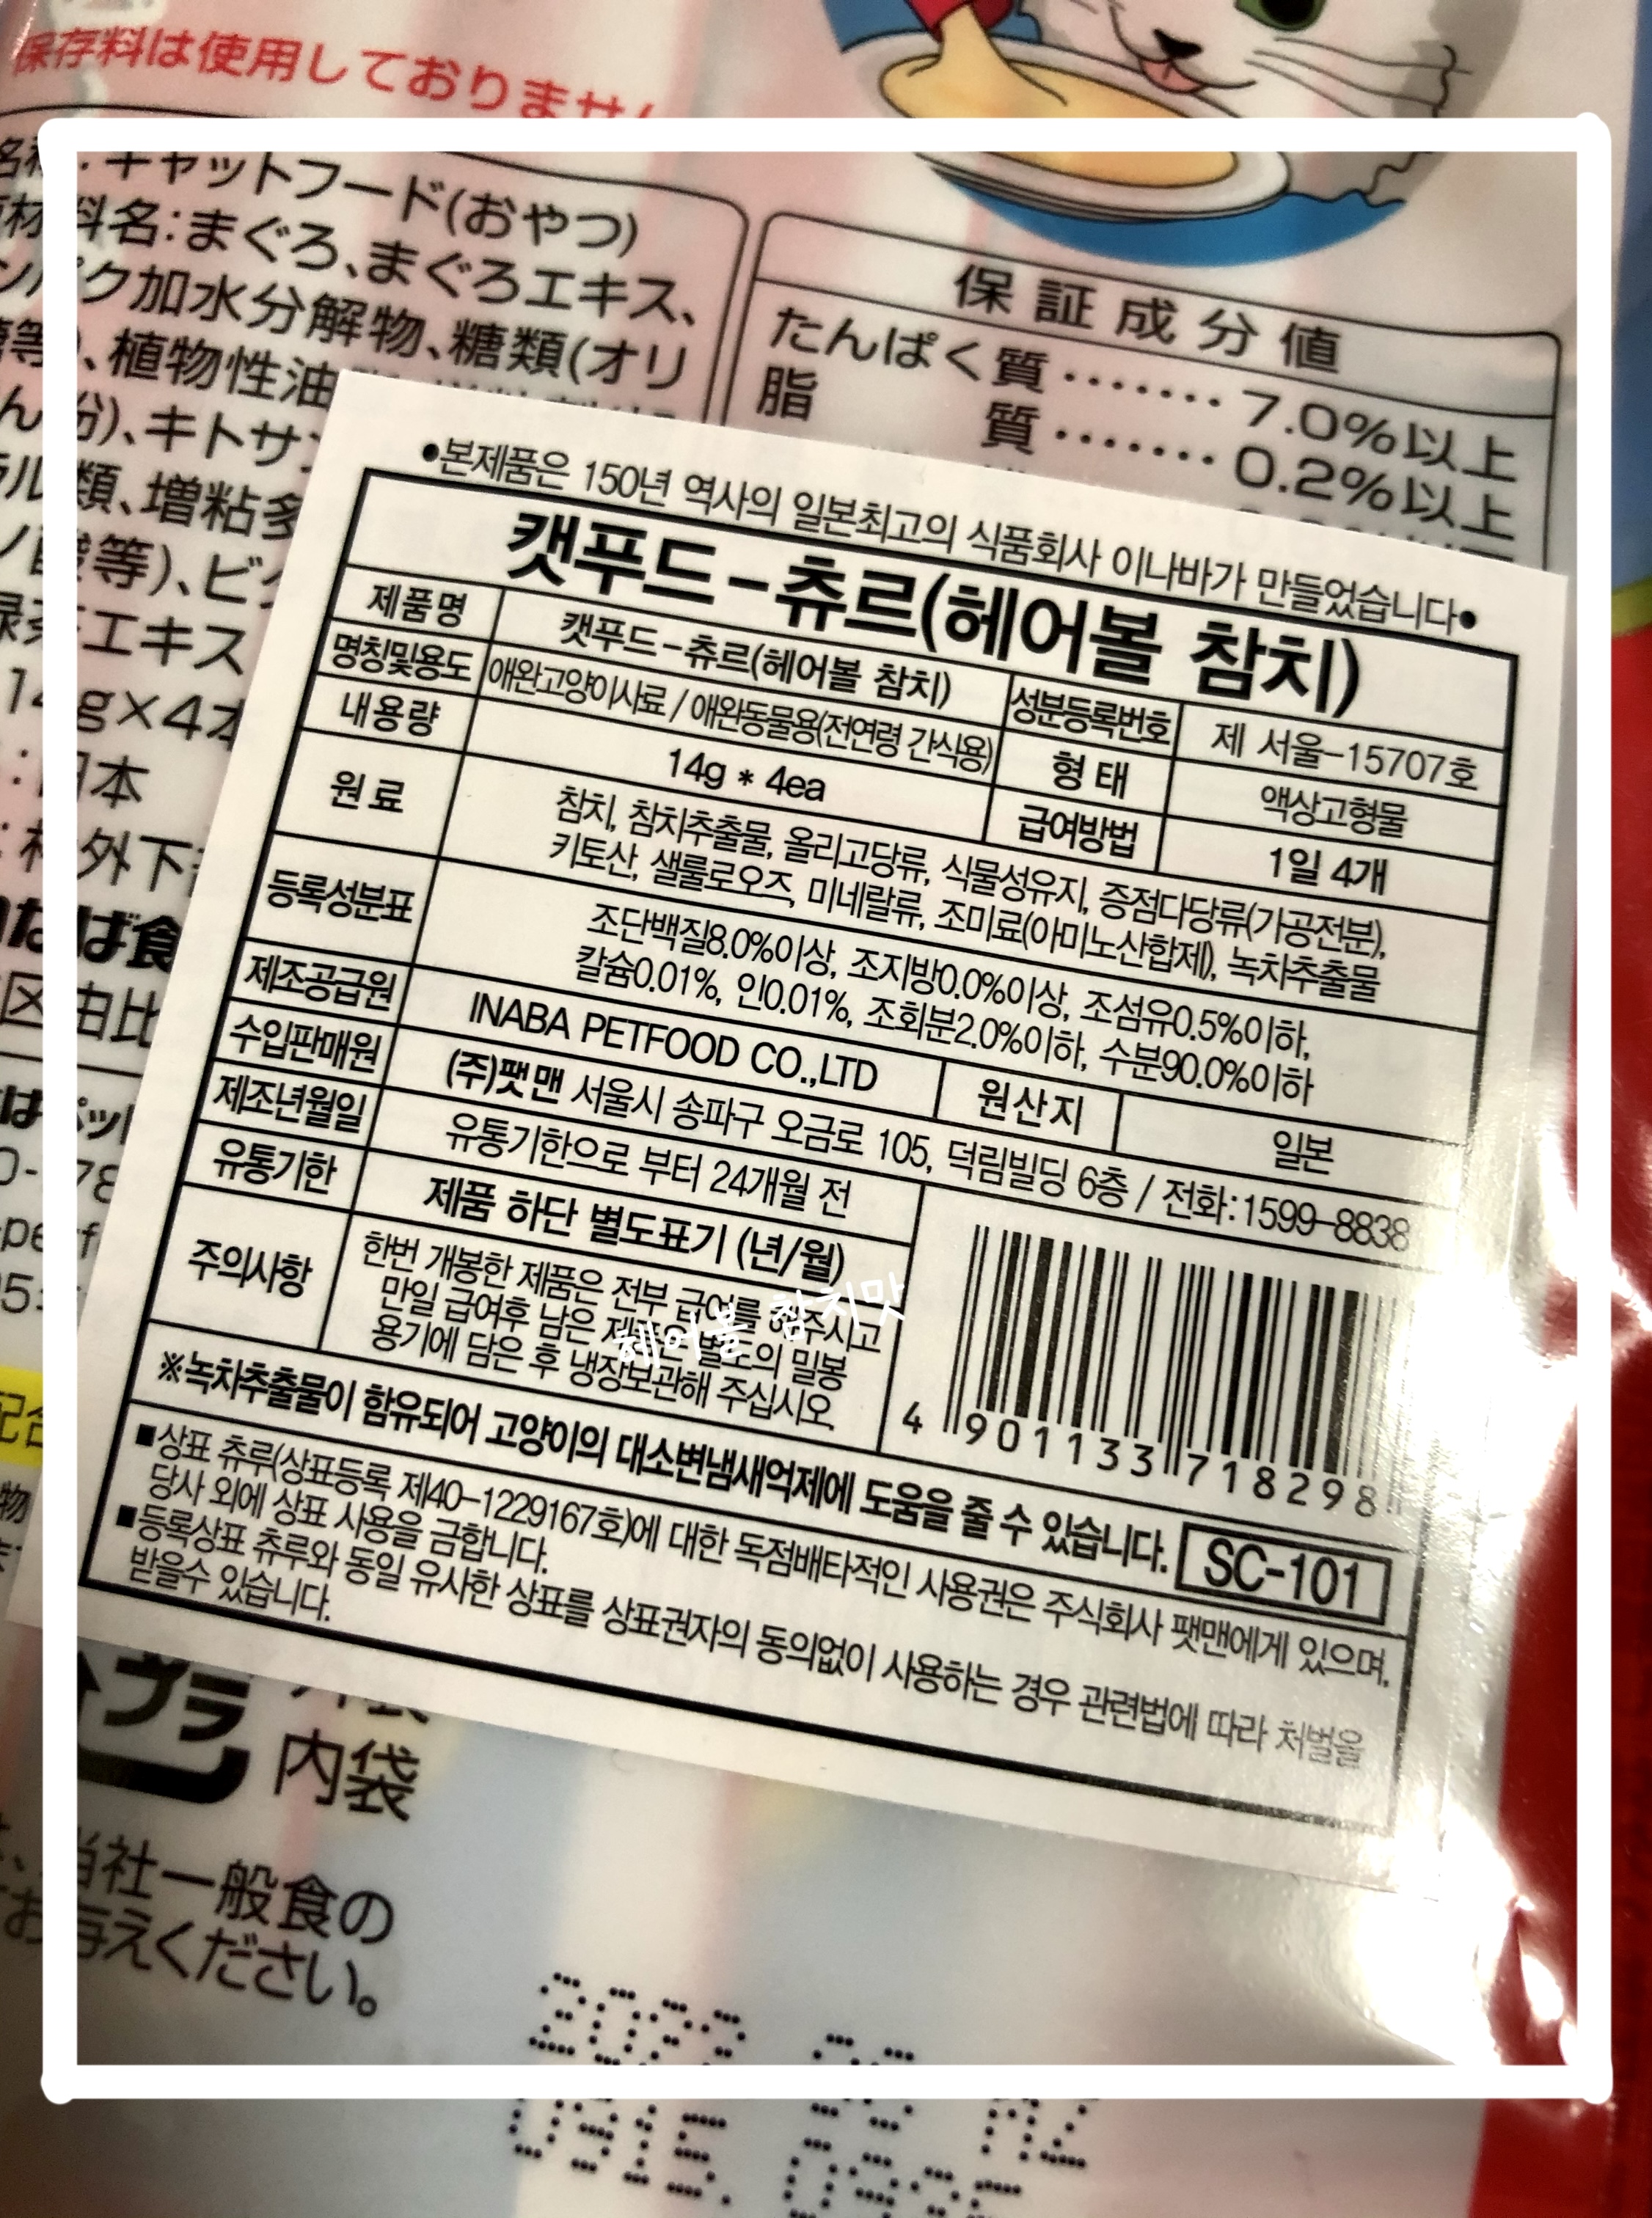 保存料は使用しておりません
キャットフード(おやつ)
料名:まぐろ、まぐろエキス、
ンパク加水分解物、糖類(オリ
等)、植物性油
ん粉)、キトサ
類、増粘多
酸等)、ビタ
緑茶エキス
14g×4本
:日本
外下
いなば食
区由比
保証成分値
たんぱく質‥‥‥7.0%以上
脂　　質‥‥‥0.2%以上
●본제품은 150년 역사의 일본최고의 식품회사 이나바가 만들었습니다●
캣푸드-츄르(헤어볼 참치)
제품명 캣푸드-츄르(헤어볼 참치) 성분등록번호 제 서울-15707호
명칭및용도 애완고양이사료 / 애완동물용(전연령 간식용) 형 태 액상고형물
내용량 14g * 4ea 급여방법 1일 4개
원 료 참치, 참치추출물, 올리고당류, 식물성유지, 증점다당류(가공전분),
키토산, 샐룰로오즈, 미네랄류, 조미료(아미노산합제), 녹차추출물
등록성분표 조단백질8.0%이상, 조지방0.0%이상, 조섬유0.5%이하,
칼슘0.01%, 인0.01%, 조회분2.0%이하, 수분90.0%이하
제조공급원 INABA PETFOOD CO.,LTD 원산지 일본
수입판매원 (주)팻맨 서울시 송파구 오금로 105, 덕림빌딩 6층 / 전화:1599-8838
제조년월일 유통기한으로 부터 24개월 전
유통기한 제품 하단 별도표기 (년/월)
주의사항 한번 개봉한 제품은 전부 급여를 해주시고
만일 급여후 남은 제품은 별도의 밀봉
용기에 담은 후 냉장보관해 주십시오.
헤어볼 참치맛
4 901133 718298
※녹차추출물이 함유되어 고양이의 대소변냄새억제에 도움을 줄 수 있습니다. SC-101
■상표 츄루(상표등록 제40-1229167호)에 대한 독점배타적인 사용권은 주식회사 팻맨에게 있으며,
당사 외에 상표 사용을 금합니다.
■등록상표 츄루와 동일 유사한 상표를 상표권자의 동의없이 사용하는 경우 관련법에 따라 처벌을
받을수 있습니다.
プラ
内袋
当社一般食の
お与えください。